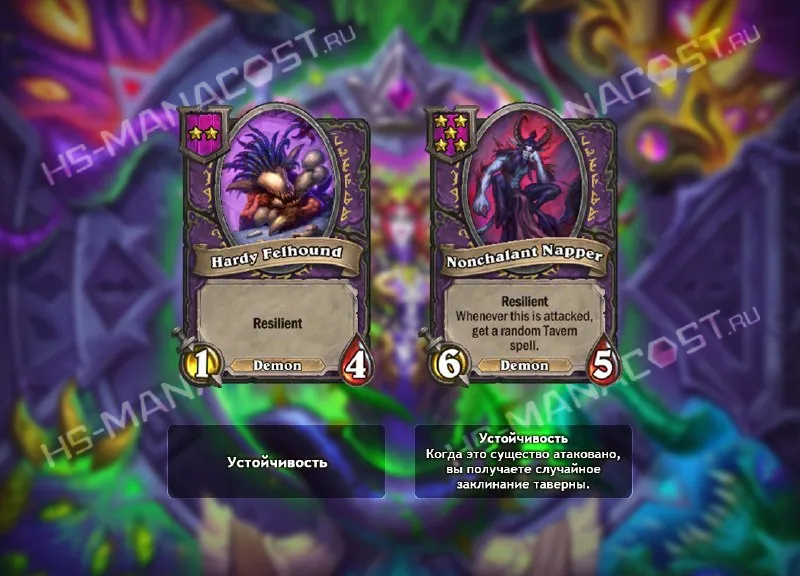 HS-MANACOST.RU
HS-MANACOST.RU
Hardy Felhound
Resilient
1
Demon
4
Nonchalant Napper
Resilient
Whenever this is attacked,
get a random Tavern
spell.
6
Demon
5
HS-MANACOST.RU
HS-MANACOST.RU
Устойчивость
Устойчивость
Когда это существо атаковано,
вы получаете случайное
заклинание таверны.